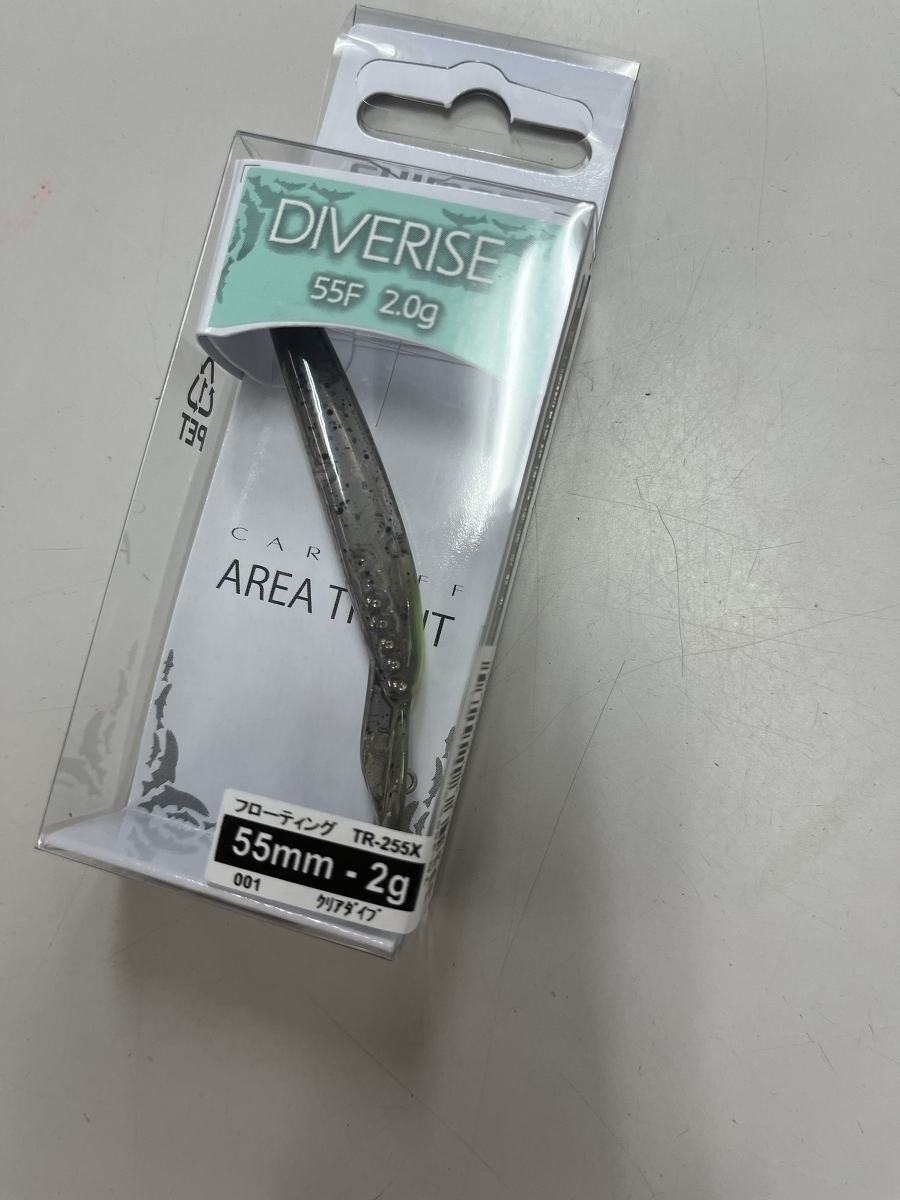 DIVERISE
55F 2.0g
PET
AREA
フローティング TR-255X
55mm - 2g
001
クリアダイブ